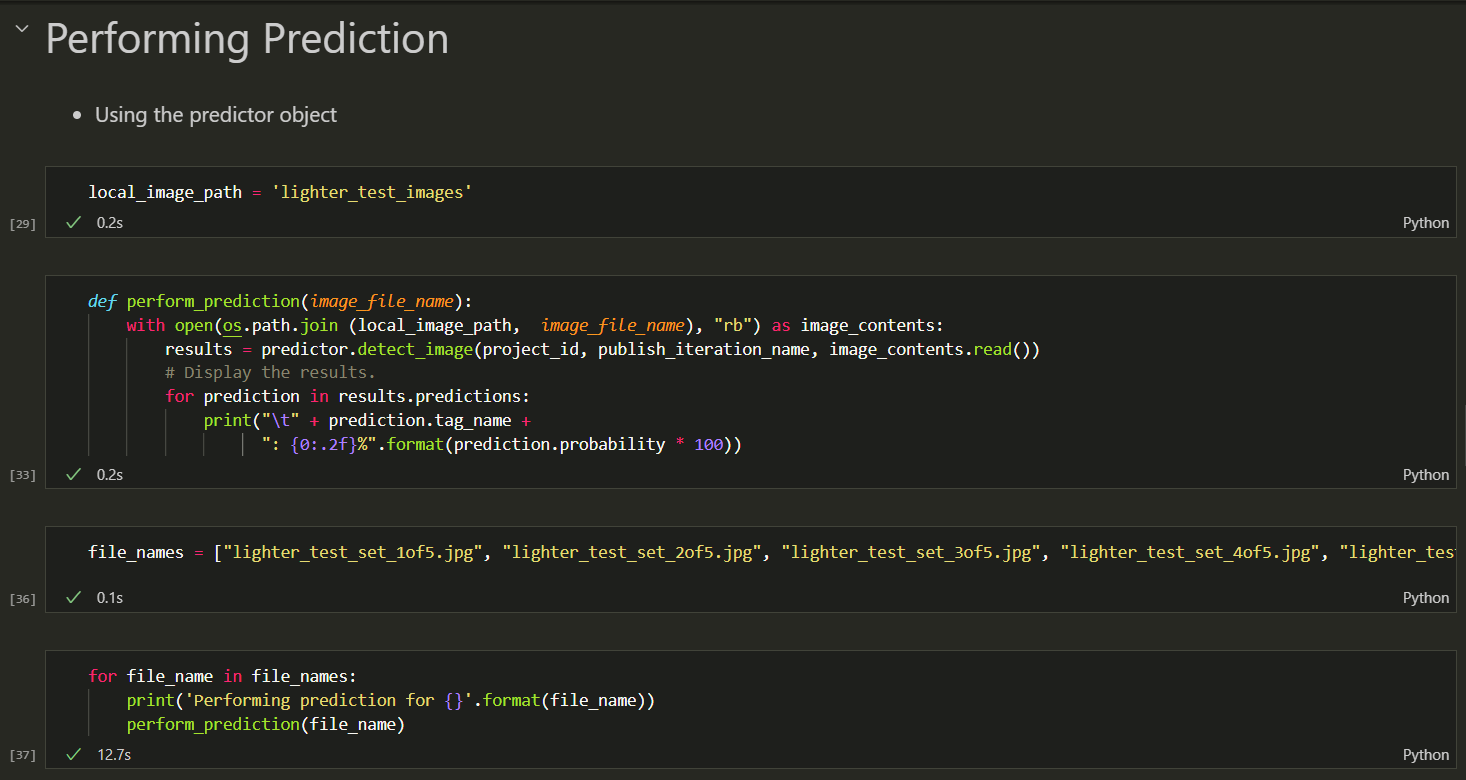 Performing Prediction
• Using the predictor object
local_image_path = 'lighter_test_images'
[29] ✓ 0.2s Python
def perform_prediction(image_file_name):
    with open(os.path.join (local_image_path,  image_file_name), "rb") as image_contents:
        results = predictor.detect_image(project_id, publish_iteration_name, image_contents.read())
        # Display the results.
        for prediction in results.predictions:
            print("\t" + prediction.tag_name +
                  ": {0:.2f}%".format(prediction.probability * 100))
[33] ✓ 0.2s Python
file_names = ["lighter_test_set_1of5.jpg", "lighter_test_set_2of5.jpg", "lighter_test_set_3of5.jpg", "lighter_test_set_4of5.jpg", "lighter_tes
[36] ✓ 0.1s Python
for file_name in file_names:
    print('Performing prediction for {}'.format(file_name))
    perform_prediction(file_name)
[37] ✓ 12.7s Python